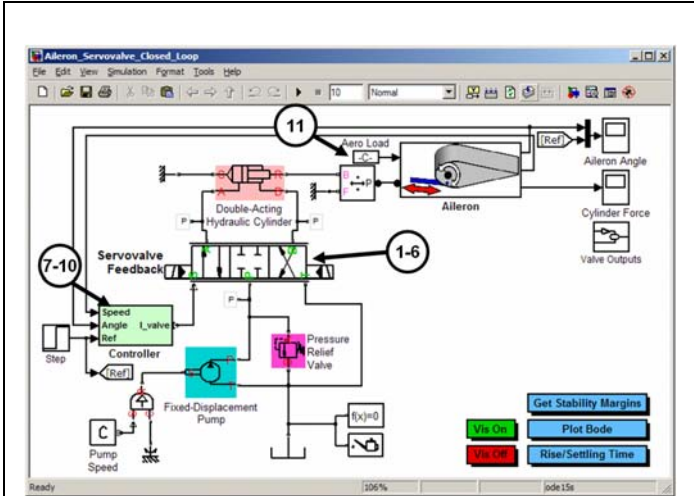 Aileron_Servovalve_Closed_Loop
File Edit View Simulation Format Tools Help
10 Normal
11
Aero Load
-C-
[Ref]
Aileron Angle
B
P
F
Aileron
Cylinder Force
Valve Outputs
Double-Acting
Hydraulic Cylinder
P
P
Servovalve
Feedback
1-6
7-10
P
Speed
Angle I_valve
Ref
Controller
Step
[Ref]
Pressure
Relief
Valve
Fixed-Displacement
Pump
P
T
C
Pump
Speed
f(x)=0
Get Stability Margins
Vis On
Plot Bode
Vis Off
Rise/Settling Time
Ready
106%
ode15s